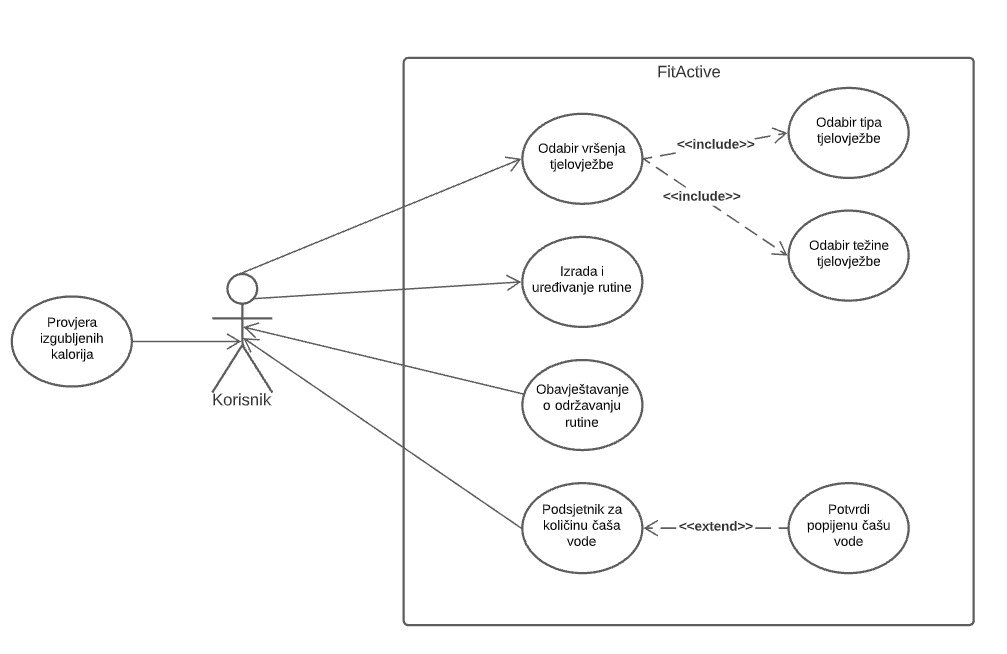 FitActive
Odabir vršenja
tjelovježbe
<<include>>
Odabir tipa
tjelovježbe
<<include>>
Odabir težine
tjelovježbe
Izrada i
uređivanje rutine
Provjera
izgubljenih
kalorija
Korisnik
Obavještavanje
o održavanju
rutine
Podsjetnik za
količinu čaša
vode
<<extend>>
Potvrdi
popijenu čašu
vode